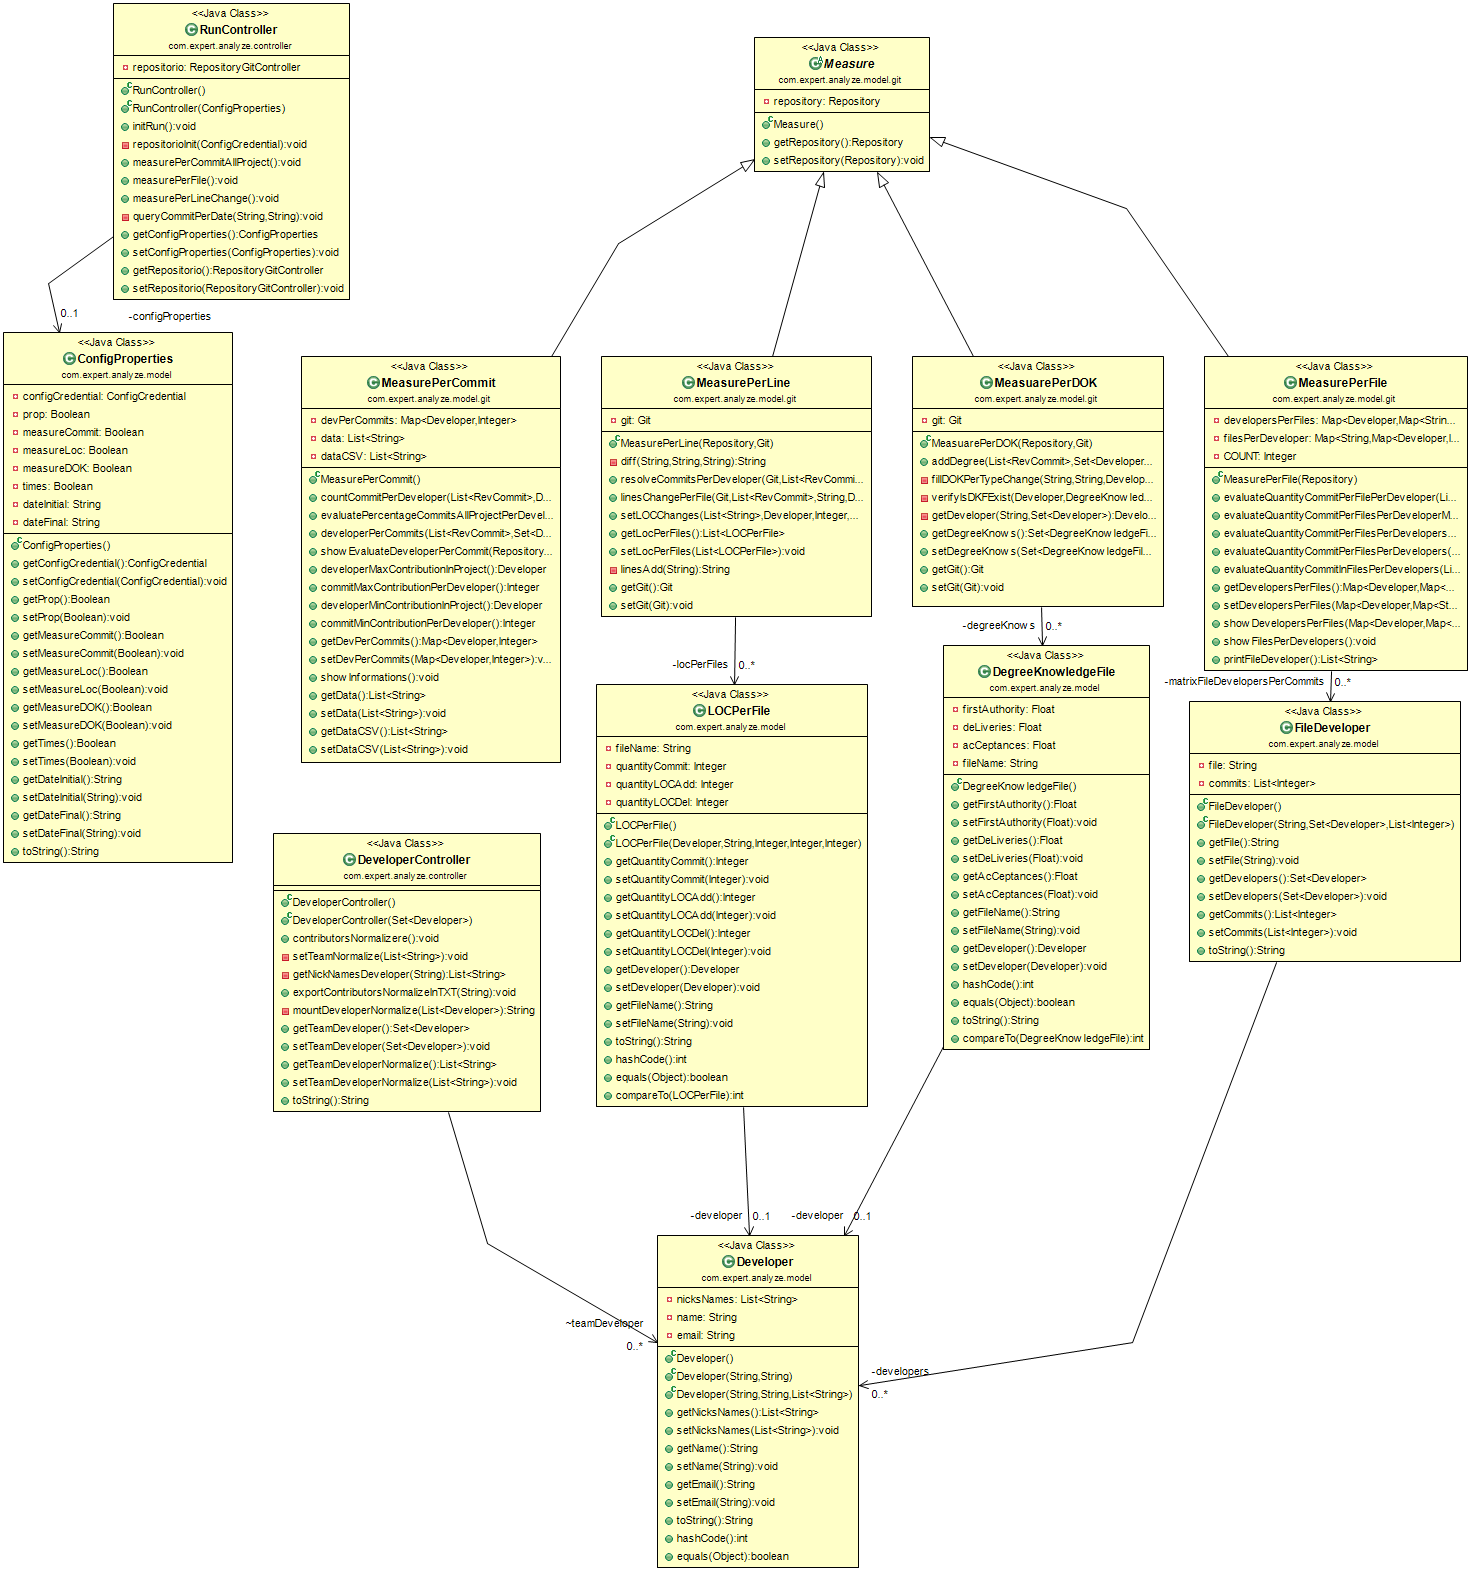 <<Java Class>>
RunController
com.expert.analyze.controller
repositorio: RepositoryGitController
RunController()
RunController(ConfigProperties)
initRun():void
repositorioInit(ConfigCredential):void
measurePerCommitAllProject():void
measurePerFile():void
measurePerLineChange():void
queryCommitPerDate(String,String):void
getConfigProperties():ConfigProperties
setConfigProperties(ConfigProperties):void
getRepositorio():RepositoryGitController
setRepositorio(RepositoryGitController):void
0..1
-configProperties
<<Java Class>>
Measure
com.expert.analyze.model.git
repository: Repository
Measure()
getRepository():Repository
setRepository(Repository):void
<<Java Class>>
ConfigProperties
com.expert.analyze.model
configCredential: ConfigCredential
prop: Boolean
measureCommit: Boolean
measureLoc: Boolean
measureDOK: Boolean
times: Boolean
dateInitial: String
dateFinal: String
ConfigProperties()
getConfigCredential():ConfigCredential
setConfigCredential(ConfigCredential):void
getProp():Boolean
setProp(Boolean):void
getMeasureCommit():Boolean
setMeasureCommit(Boolean):void
getMeasureLoc():Boolean
setMeasureLoc(Boolean):void
getMeasureDOK():Boolean
setMeasureDOK(Boolean):void
getTimes():Boolean
setTimes(Boolean):void
getDateInitial():String
setDateInitial(String):void
getDateFinal():String
setDateFinal(String):void
toString():String
<<Java Class>>
MeasurePerCommit
com.expert.analyze.model.git
devPerCommits: Map<Developer,Integer>
data: List<String>
dataCSV: List<String>
MeasurePerCommit()
countCommitPerDeveloper(List<RevCommit>,D...
evaluatePercentageCommitsAllProjectPerDevel...
developerPerCommits(List<RevCommit>,Set<D...
showEvaluateDeveloperPerCommit(Repository...
developerMaxContributionInProject():Developer
commitMaxContributionPerDeveloper():Integer
developerMinContributionInProject():Developer
commitMinContributionPerDeveloper():Integer
getDevPerCommits():Map<Developer,Integer>
setDevPerCommits(Map<Developer,Integer>):v...
showInformations():void
getData():List<String>
setData(List<String>):void
getDataCSV():List<String>
setDataCSV(List<String>):void
<<Java Class>>
MeasurePerLine
com.expert.analyze.model.git
git: Git
MeasurePerLine(Repository,Git)
diff(String,String,String):String
resolveCommitsPerDeveloper(Git,List<RevCommi...
linesChangePerFile(Git,List<RevCommit>,String,D...
setLOCChanges(List<String>,Developer,Integer,...
getLocPerFiles():List<LOCPerFile>
setLocPerFiles(List<LOCPerFile>):void
linesAdd(String):String
getGit():Git
setGit(Git):void
-locPerFiles 0..*
<<Java Class>>
MeasuarePerDOK
com.expert.analyze.model.git
git: Git
MeasuarePerDOK(Repository,Git)
addDegree(List<RevCommit>,Set<Developer...
fillDOKPerTypeChange(String,String,Develop...
verifyIsDKFExist(Developer,DegreeKnowled...
getDeveloper(String,Set<Developer>):Develo...
getDegreeKnows():Set<DegreeKnowledgeFi...
setDegreeKnows(Set<DegreeKnowledgeFil...
getGit():Git
setGit(Git):void
-degreeKnows 0..*
<<Java Class>>
MeasurePerFile
com.expert.analyze.model.git
developersPerFiles: Map<Developer,Map<Strin...
filesPerDeveloper: Map<String,Map<Developer,I...
COUNT: Integer
MeasurePerFile(Repository)
evaluateQuantityCommitPerFilePerDeveloper(Li...
evaluateQuantityCommitPerFilesPerDeveloperM...
evaluateQuantityCommitPerFilesPerDevelopers...
evaluateQuantityCommitPerFilesPerDevelopers(...
evaluateQuantityCommitInFilesPerDevelopers(Li...
getDevelopersPerFiles():Map<Developer,Map<...
setDevelopersPerFiles(Map<Developer,Map<St...
showDevelopersPerFiles(Map<Developer,Map<...
showFilesPerDevelopers():void
printFileDeveloper():List<String>
-matrixFileDevelopersPerCommits 0..*
<<Java Class>>
DeveloperController
com.expert.analyze.controller
DeveloperController()
DeveloperController(Set<Developer>)
contributorsNormalizere():void
setTeamNormalize(List<String>):void
getNickNamesDeveloper(String):List<String>
exportContributorsNormalizeInTXT(String):void
mountDeveloperNormalize(List<Developer>):String
getTeamDeveloper():Set<Developer>
setTeamDeveloper(Set<Developer>):void
getTeamDeveloperNormalize():List<String>
setTeamDeveloperNormalize(List<String>):void
toString():String
<<Java Class>>
LOCPerFile
com.expert.analyze.model
fileName: String
quantityCommit: Integer
quantityLOCAdd: Integer
quantityLOCDel: Integer
LOCPerFile()
LOCPerFile(Developer,String,Integer,Integer,Integer)
getQuantityCommit():Integer
setQuantityCommit(Integer):void
getQuantityLOCAdd():Integer
setQuantityLOCAdd(Integer):void
getQuantityLOCDel():Integer
setQuantityLOCDel(Integer):void
getDeveloper():Developer
setDeveloper(Developer):void
getFileName():String
setFileName(String):void
toString():String
hashCode():int
equals(Object):boolean
compareTo(LOCPerFile):int
<<Java Class>>
DegreeKnowledgeFile
com.expert.analyze.model
firstAuthority: Float
deLiveries: Float
acCeptances: Float
fileName: String
DegreeKnowledgeFile()
getFirstAuthority():Float
setFirstAuthority(Float):void
getDeLiveries():Float
setDeLiveries(Float):void
getAcCeptances():Float
setAcCeptances(Float):void
getFileName():String
setFileName(String):void
getDeveloper():Developer
setDeveloper(Developer):void
hashCode():int
equals(Object):boolean
toString():String
compareTo(DegreeKnowledgeFile):int
<<Java Class>>
FileDeveloper
com.expert.analyze.model
file: String
commits: List<Integer>
FileDeveloper()
FileDeveloper(String,Set<Developer>,List<Integer>)
getFile():String
setFile(String):void
getDevelopers():Set<Developer>
setDevelopers(Set<Developer>):void
getCommits():List<Integer>
setCommits(List<Integer>):void
toString():String
-developer 0..1
-developer 0..1
~teamDeveloper
0..*
-developers
0..*
<<Java Class>>
Developer
com.expert.analyze.model
nicksNames: List<String>
name: String
email: String
Developer()
Developer(String,String)
Developer(String,String,List<String>)
getNicksNames():List<String>
setNicksNames(List<String>):void
getName():String
setName(String):void
getEmail():String
setEmail(String):void
toString():String
hashCode():int
equals(Object):boolean